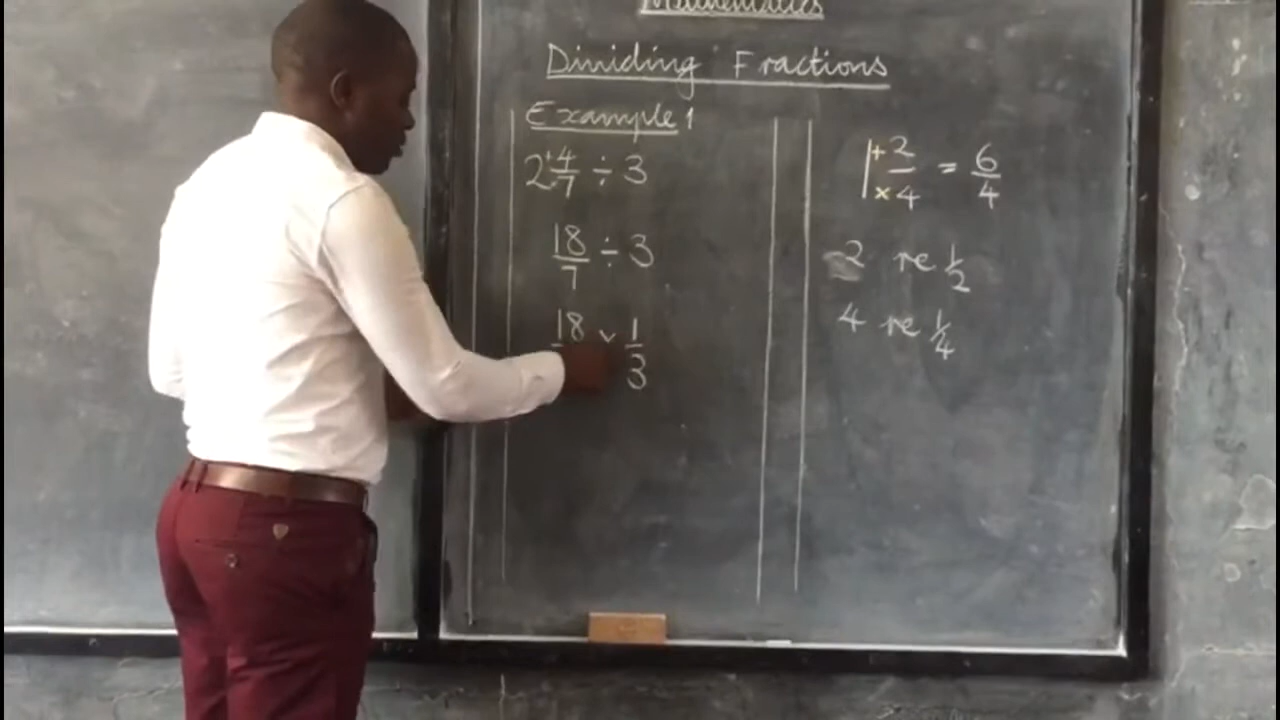 Mathematics
Dividing Fractions
Example 1
2 4/7 ÷ 3
18/7 ÷ 3
18 × 1/3
1 + 2 / × 4 = 6/4
2 re 1/2
4 re 1/4